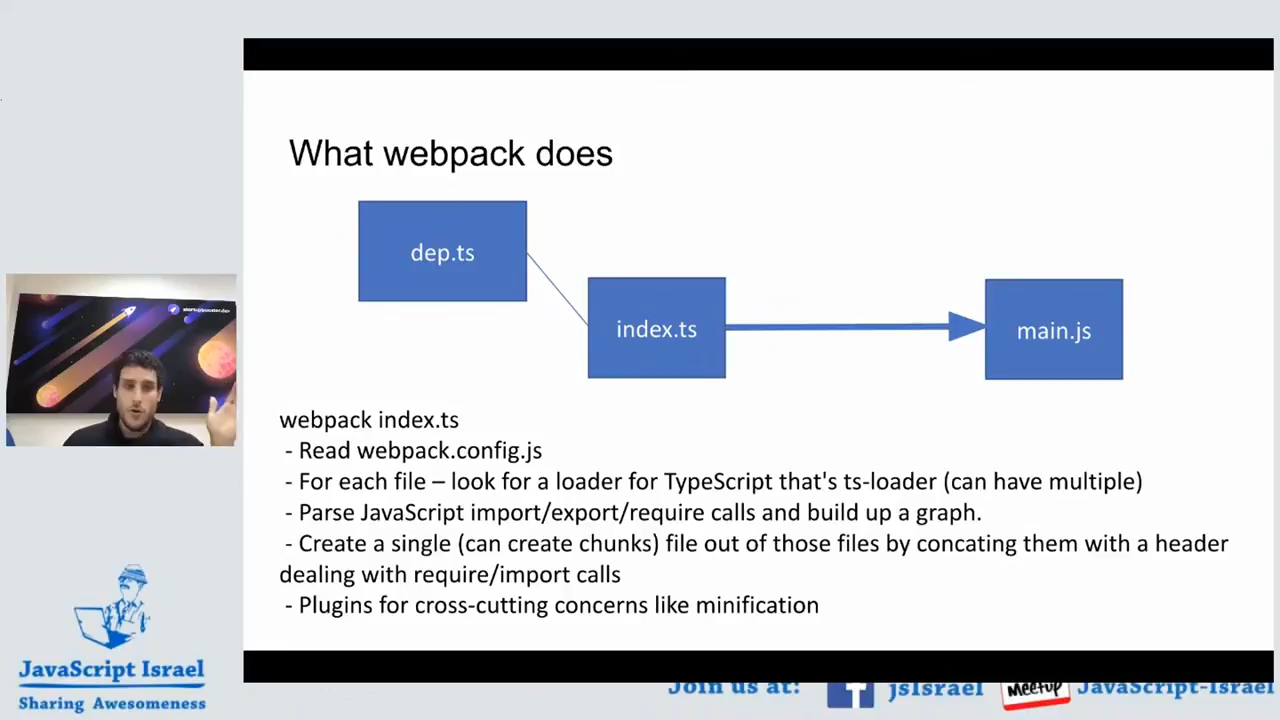 What webpack does
dep.ts
index.ts
main.js
webpack index.ts
- Read webpack.config.js
- For each file – look for a loader for TypeScript that's ts-loader (can have multiple)
- Parse JavaScript import/export/require calls and build up a graph.
- Create a single (can create chunks) file out of those files by concating them with a header
dealing with require/import calls
- Plugins for cross-cutting concerns like minification
JavaScript Israel
Sharing Awesomeness
Join us at:
jsIsrael
Meetup
JavaScript-Israel